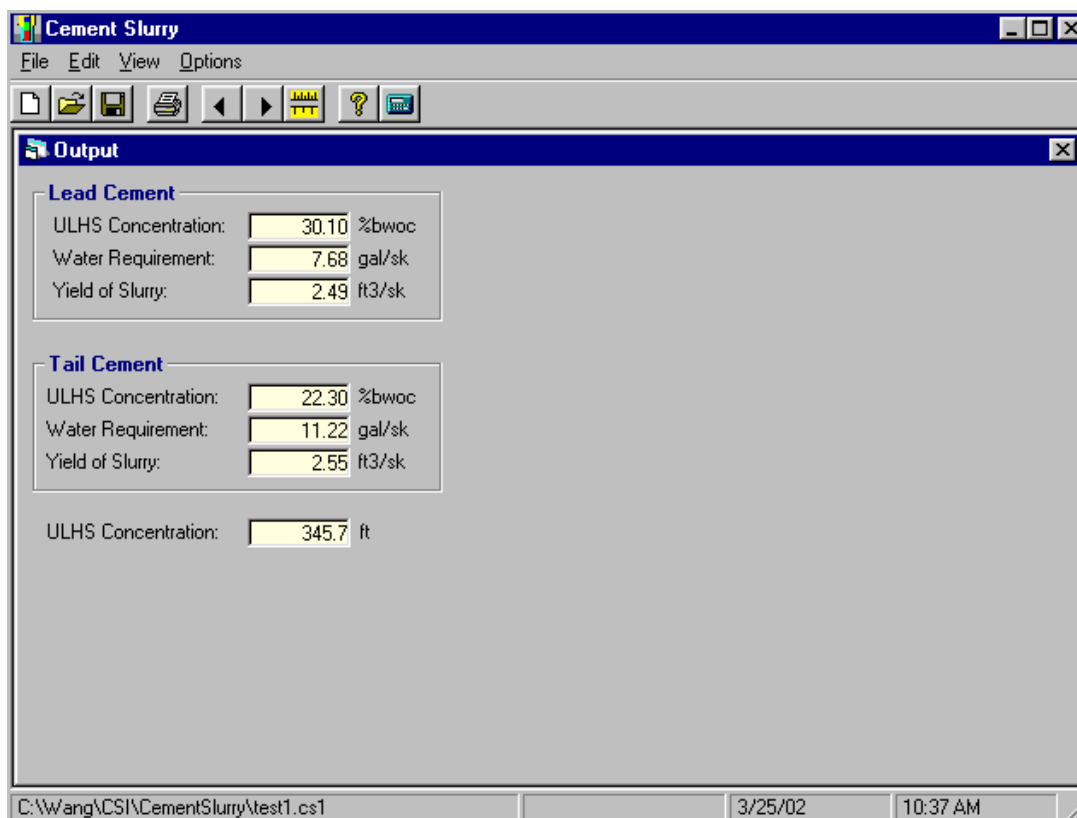 Cement Slurry
File Edit View Options
Output
Lead Cement
ULHS Concentration: 30.10 %bwoc
Water Requirement: 7.68 gal/sk
Yield of Slurry: 2.49 ft3/sk
Tail Cement
ULHS Concentration: 22.30 %bwoc
Water Requirement: 11.22 gal/sk
Yield of Slurry: 2.55 ft3/sk
ULHS Concentration: 345.7 ft
C:\Wang\CSI\CementSlurry\test1.cs1 3/25/02 10:37 AM